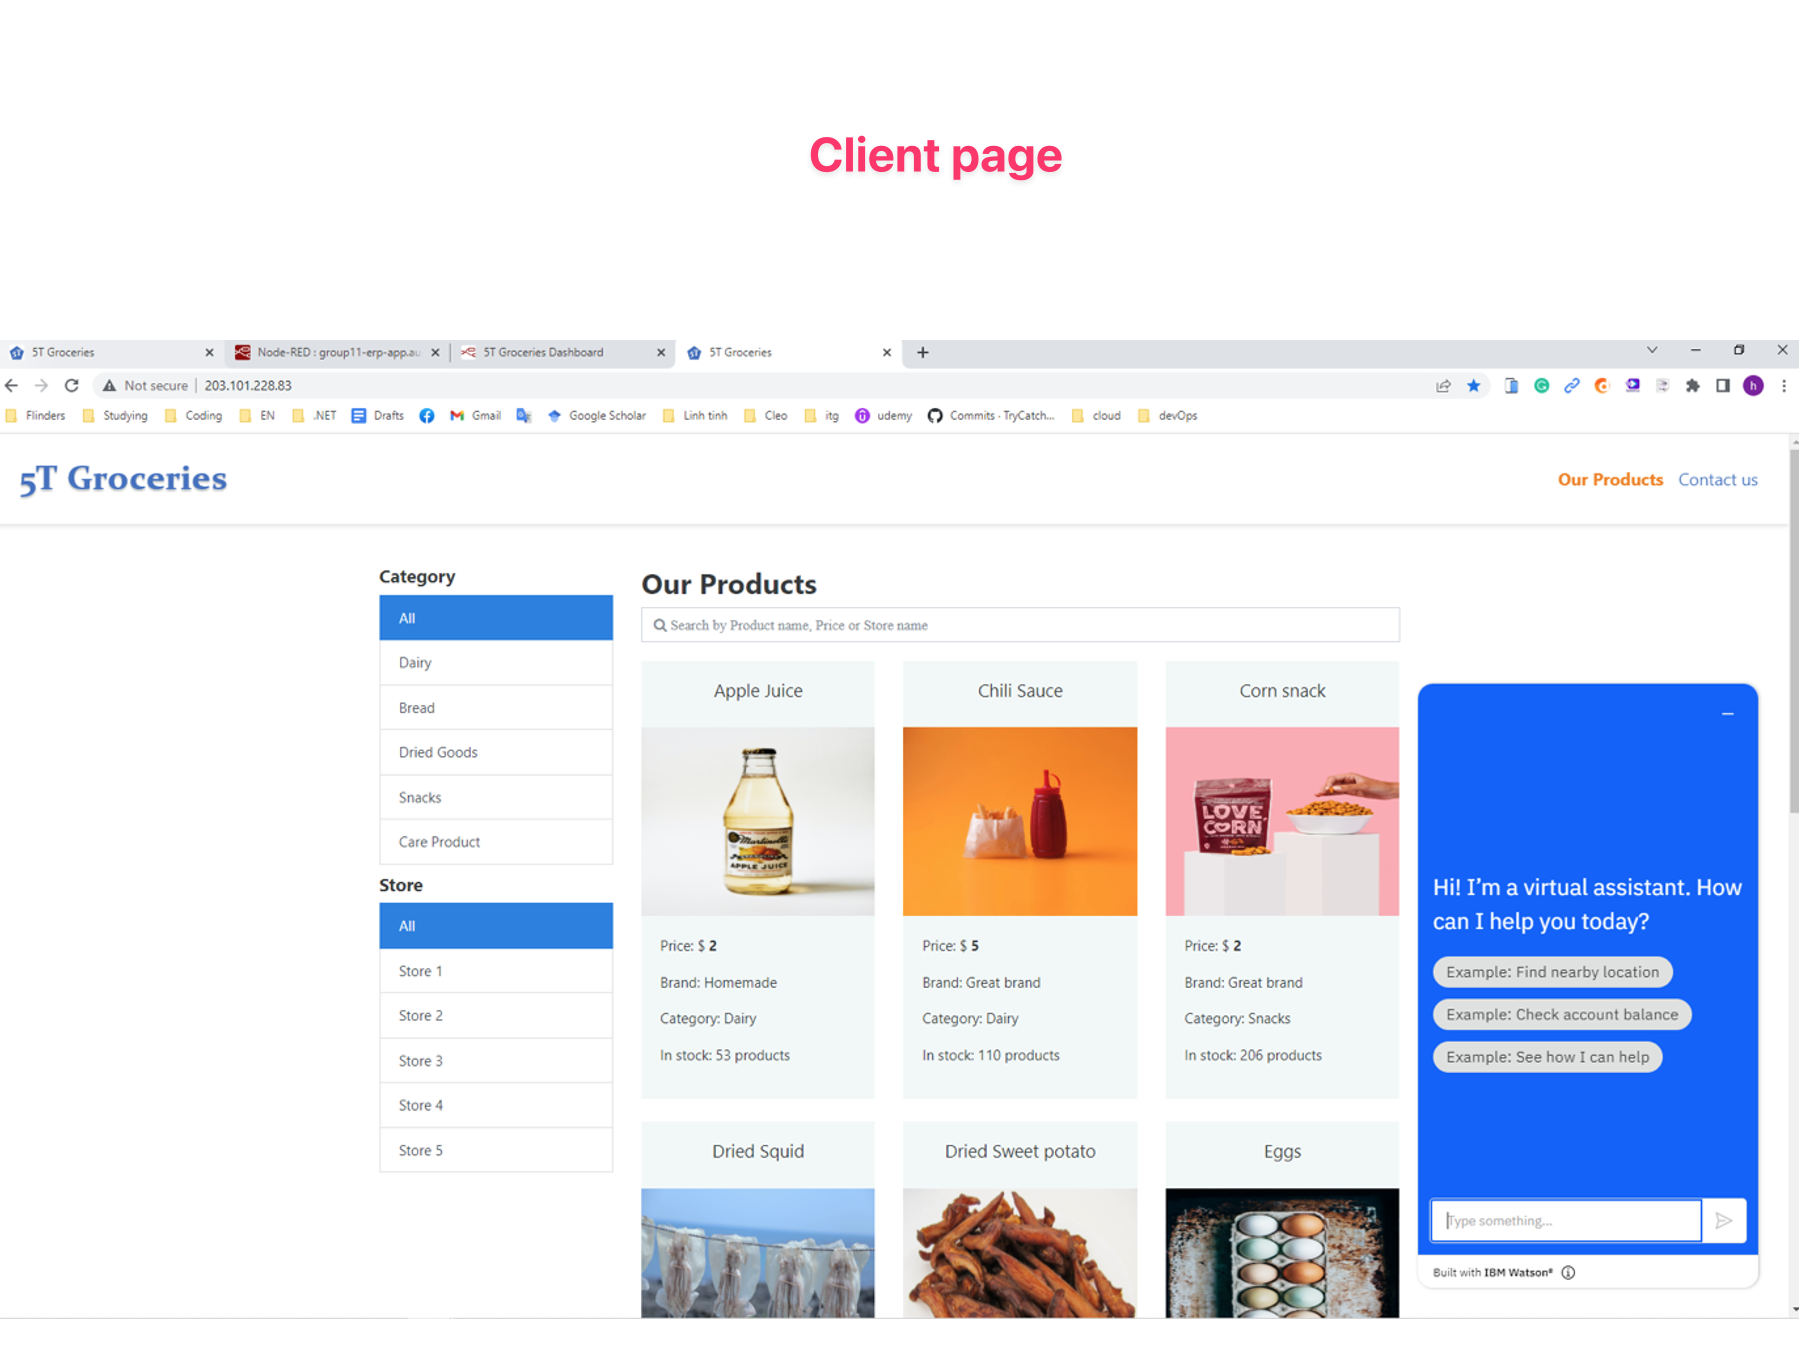 Client page
5T Groceries
Node-RED : group11-erp-app.au
5T Groceries Dashboard
5T Groceries
Not secure
203.101.228.83
h
Flinders
Studying
Coding
EN
.NET
Drafts
Gmail
Google Scholar
Linh tinh
Cleo
itg
udemy
Commits · TryCatch...
cloud
devOps
5T Groceries
Our Products
Contact us
Category
All
Dairy
Bread
Dried Goods
Snacks
Care Product
Store
All
Store 1
Store 2
Store 3
Store 4
Store 5
Our Products
Search by Product name, Price or Store name
Apple Juice
Martinelli's
APPLE JUICE
Price: $ 2
Brand: Homemade
Category: Dairy
In stock: 53 products
Chili Sauce
Price: $ 5
Brand: Great brand
Category: Dairy
In stock: 110 products
Corn snack
LOVE
CORN
Price: $ 2
Brand: Great brand
Category: Snacks
In stock: 206 products
Dried Squid
Dried Sweet potato
Eggs
Hi! I'm a virtual assistant. How
can I help you today?
Example: Find nearby location
Example: Check account balance
Example: See how I can help
Type something...
Built with IBM Watson®